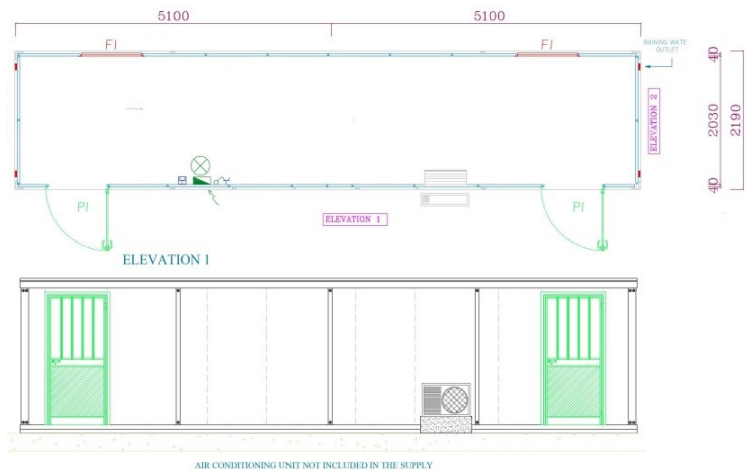 5100 5100
FI FI
RAINING WATE
OUTLET
40
2030
2190
40
ELEVATION 2
PI PI
ELEVATION 1
ELEVATION 1
AIR CONDITIONING UNIT NOT INCLUDED IN THE SUPPLY